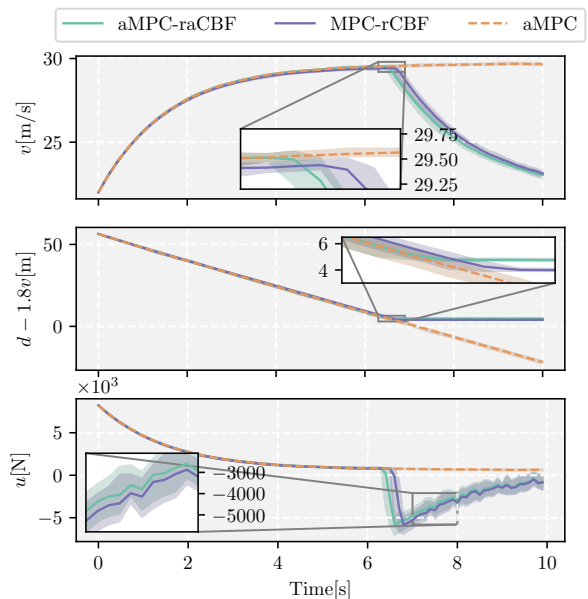 aMPC-raCBF MPC-rCBF aMPC
30
25
v[m/s]
29.75
29.50
29.25
50
0
d − 1.8v[m]
6
4
×10³
5
0
−5
u[N]
−3000
−4000
−5000
0 2 4 6 8 10
Time[s]